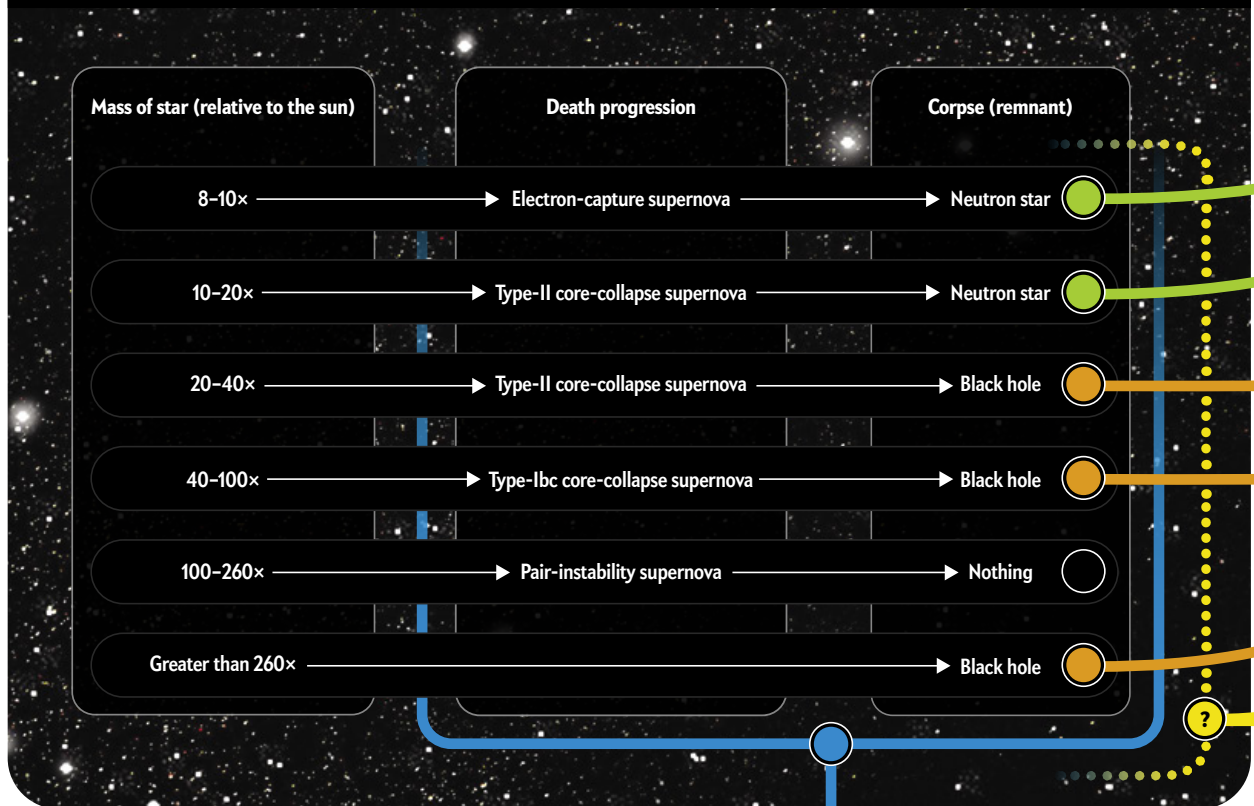 Mass of star (relative to the sun) Death progression Corpse (remnant)
8–10× Electron-capture supernova Neutron star
10–20× Type-II core-collapse supernova Neutron star
20–40× Type-II core-collapse supernova Black hole
40–100× Type-Ibc core-collapse supernova Black hole
100–260× Pair-instability supernova Nothing
Greater than 260× Black hole
?